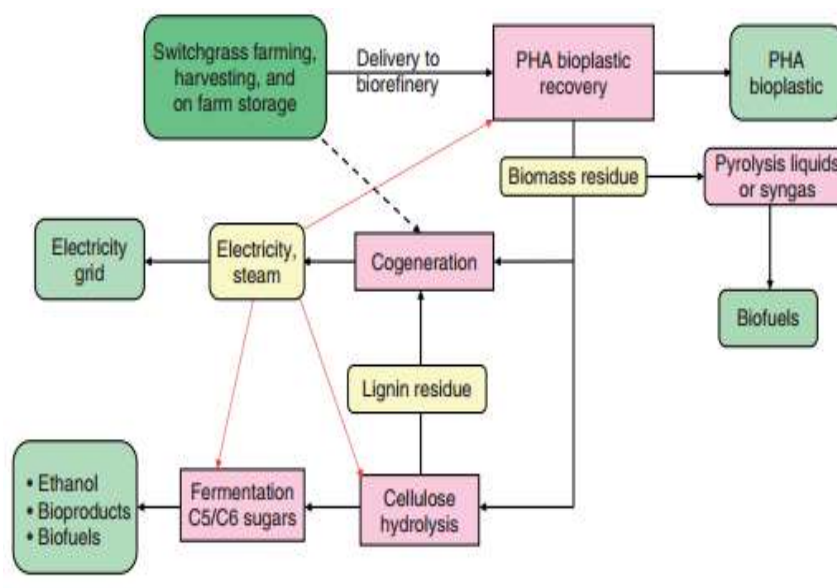 Switchgrass farming,
harvesting, and
on farm storage
Delivery to
biorefinery
PHA bioplastic
recovery
PHA
bioplastic
Biomass residue
Pyrolysis liquids
or syngas
Electricity
grid
Electricity,
steam
Cogeneration
Biofuels
Lignin residue
• Ethanol
• Bioproducts
• Biofuels
Fermentation
C5/C6 sugars
Cellulose
hydrolysis